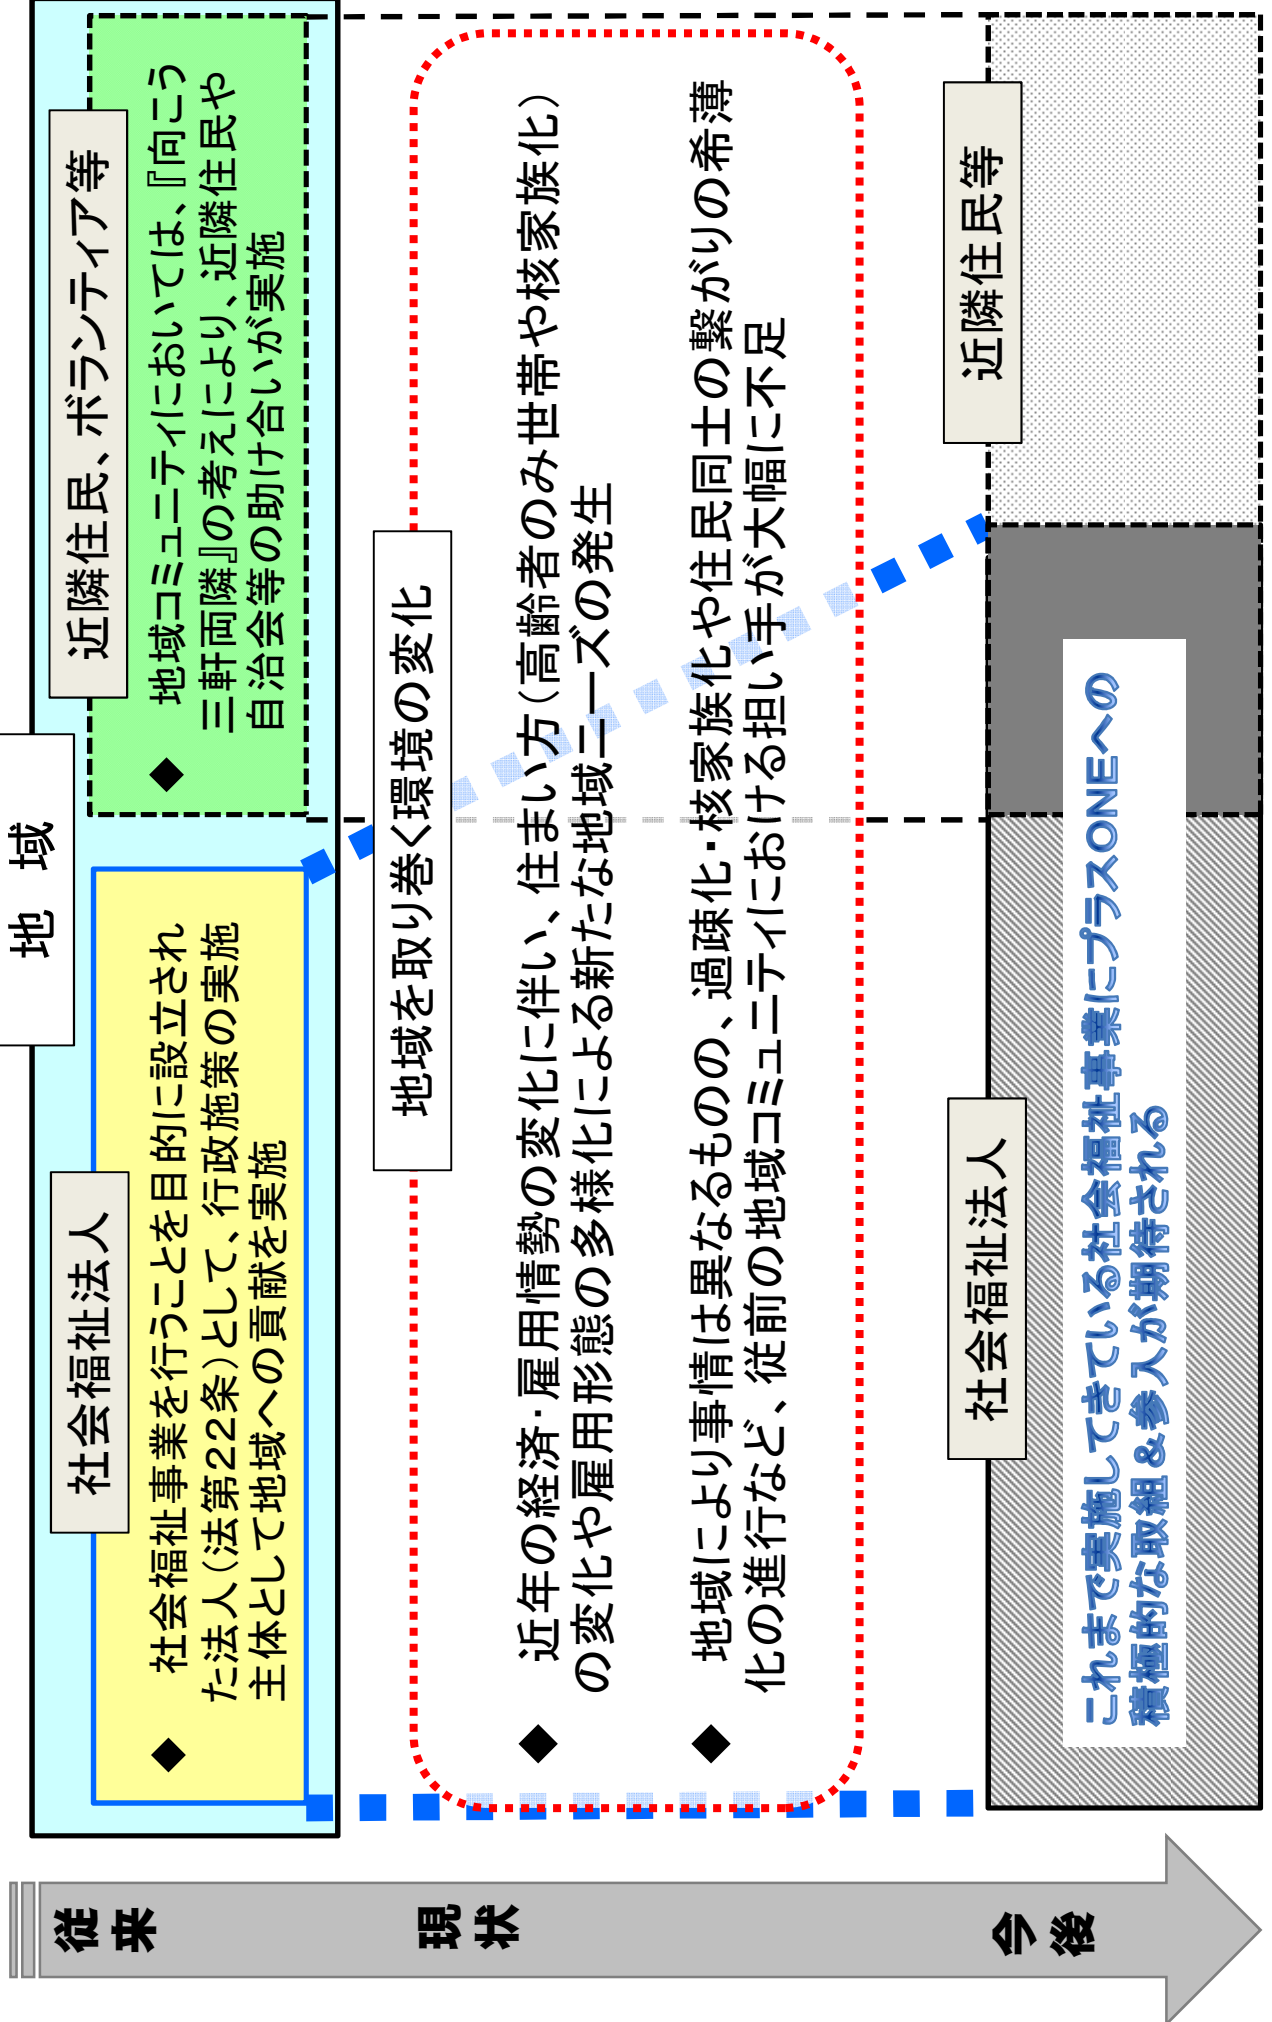 地　域
従来
社会福祉法人
◆　社会福祉事業を行うことを目的に設立され
た法人（法第２２条）として、行政施策の実施
主体として地域への貢献を実施
近隣住民、ボランティア等
◆　地域コミュニティにおいては、『向こう
三軒両隣』の考えにより、近隣住民や
自治会等の助け合いが実施
現状
地域を取り巻く環境の変化
◆　近年の経済・雇用情勢の変化に伴い、住まい方（高齢者のみ世帯や核家族化）
の変化や雇用形態の多様化による新たな地域ニーズの発生
◆　地域により事情は異なるものの、過疎化・核家族化や住民同士の繋がりの希薄
化の進行など、従前の地域コミュニティにおける担い手が大幅に不足
今後
社会福祉法人
近隣住民等
これまで実施してきている社会福祉事業にプラスＯＮＥへの
積極的な取組＆参入が期待される